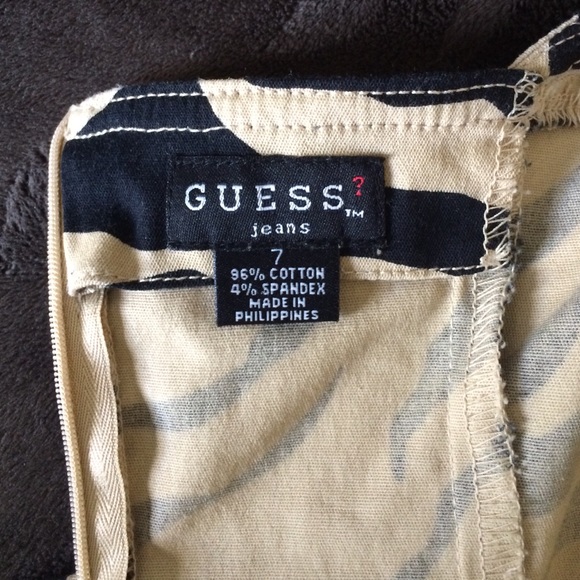 GUESS?™
jeans
7
96% COTTON
4% SPANDEX
MADE IN
PHILIPPINES